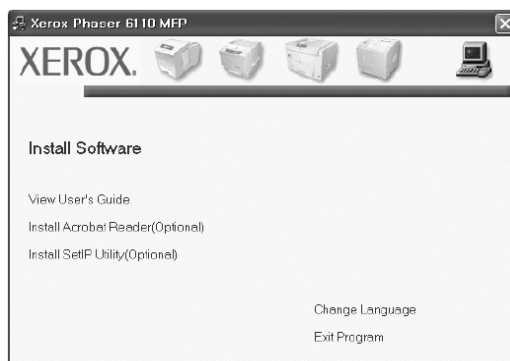 Xerox Phaser 6110 MFP
XEROX.
Install Software
View User's Guide
Install Acrobat Reader(Optional)
Install SetIP Utility(Optional)
Change Language
Exit Program